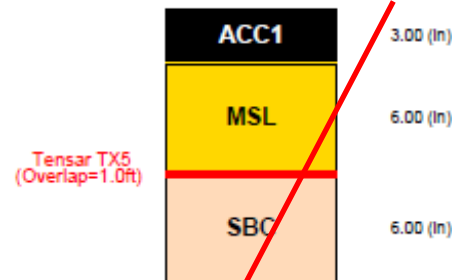 ACC1 3.00 (in)
MSL 6.00 (in)
Tensar TX5
(Overlap=1.0ft)
SBC 6.00 (in)